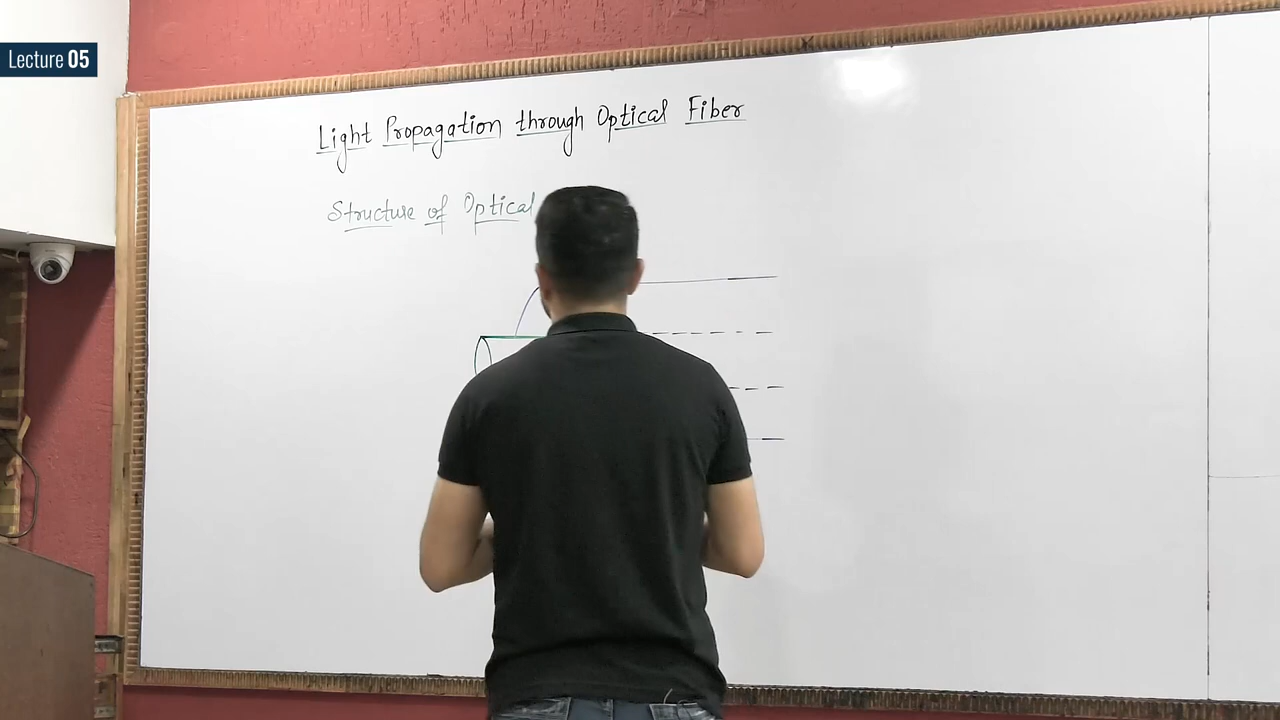 Lecture 05
Light Propagation through Optical Fiber
Structure of Optical